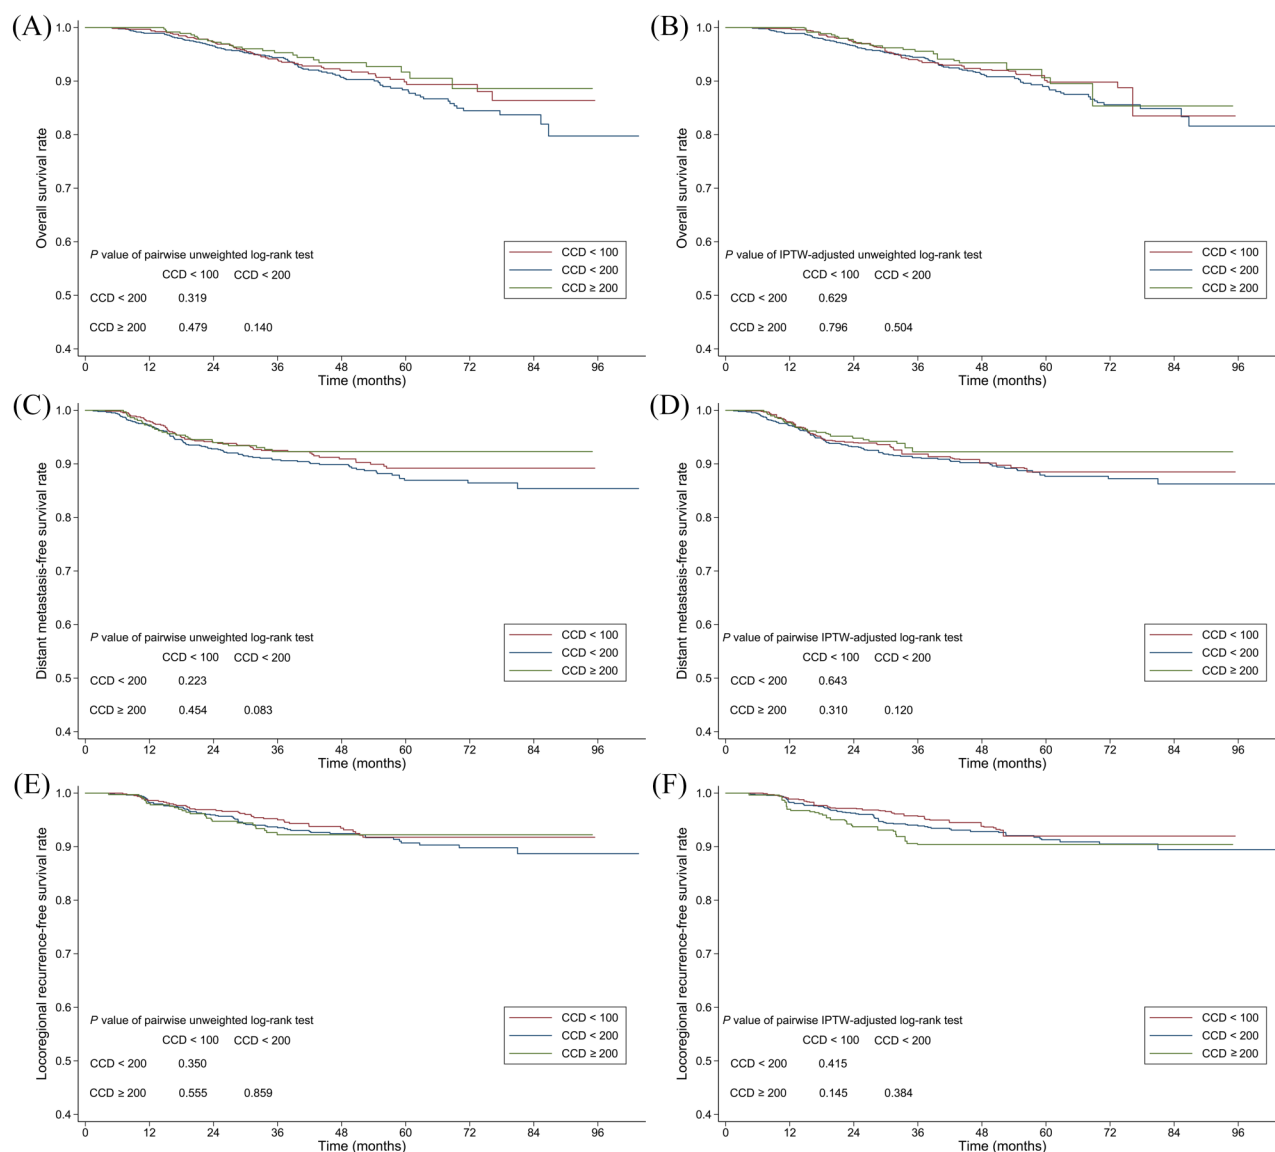 (A)
Overall survival rate
1.0
0.9
0.8
0.7
0.6
0.5
0.4
P value of pairwise unweighted log-rank test
CCD < 100 CCD < 200
CCD < 200 0.319
CCD ≥ 200 0.479 0.140
CCD < 100
CCD < 200
CCD ≥ 200
0 12 24 36 48 60 72 84 96
Time (months)
(B)
Overall survival rate
1.0
0.9
0.8
0.7
0.6
0.5
0.4
P value of IPTW-adjusted unweighted log-rank test
CCD < 100 CCD < 200
CCD < 200 0.629
CCD ≥ 200 0.796 0.504
CCD < 100
CCD < 200
CCD ≥ 200
0 12 24 36 48 60 72 84 96
Time (months)
(C)
Distant metastasis-free survival rate
1.0
0.9
0.8
0.7
0.6
0.5
0.4
P value of pairwise unweighted log-rank test
CCD < 100 CCD < 200
CCD < 200 0.223
CCD ≥ 200 0.454 0.083
CCD < 100
CCD < 200
CCD ≥ 200
0 12 24 36 48 60 72 84 96
Time (months)
(D)
Distant metastasis-free survival rate
1.0
0.9
0.8
0.7
0.6
0.5
0.4
P value of pairwise IPTW-adjusted log-rank test
CCD < 100 CCD < 200
CCD < 200 0.643
CCD ≥ 200 0.310 0.120
CCD < 100
CCD < 200
CCD ≥ 200
0 12 24 36 48 60 72 84 96
Time (months)
(E)
Locoregional recurrence-free survival rate
1.0
0.9
0.8
0.7
0.6
0.5
0.4
P value of pairwise unweighted log-rank test
CCD < 100 CCD < 200
CCD < 200 0.350
CCD ≥ 200 0.555 0.859
CCD < 100
CCD < 200
CCD ≥ 200
0 12 24 36 48 60 72 84 96
Time (months)
(F)
Locoregional recurrence-free survival rate
1.0
0.9
0.8
0.7
0.6
0.5
0.4
P value of pairwise IPTW-adjusted log-rank test
CCD < 100 CCD < 200
CCD < 200 0.415
CCD ≥ 200 0.145 0.384
CCD < 100
CCD < 200
CCD ≥ 200
0 12 24 36 48 60 72 84 96
Time (months)